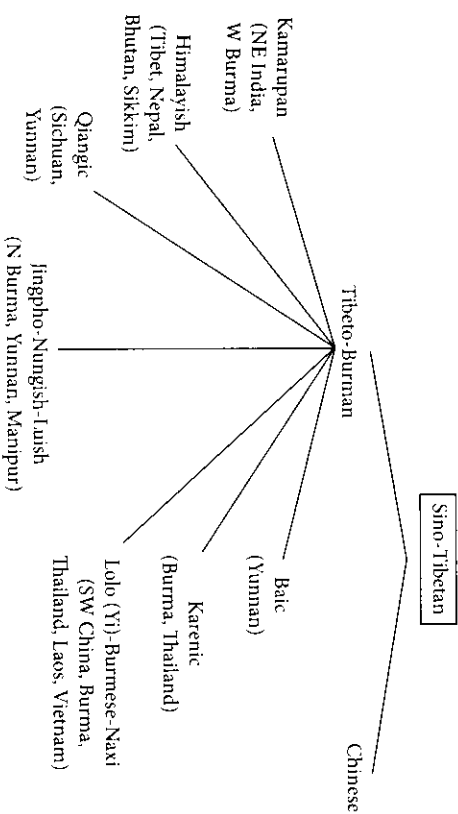 Sino-Tibetan
Chinese
Tibeto-Burman
Kamarupan
(NE India,
W Burma)
Himalayish
(Tibet, Nepal,
Bhutan, Sikkim)
Qiangic
(Sichuan,
Yunnan)
Jingpho-Nungish-Luish
(N Burma, Yunnan, Manipur)
Lolo (Yi)-Burmese-Naxi
(SW China, Burma,
Thailand, Laos, Vietnam)
Karenic
(Burma, Thailand)
Baic
(Yunnan)